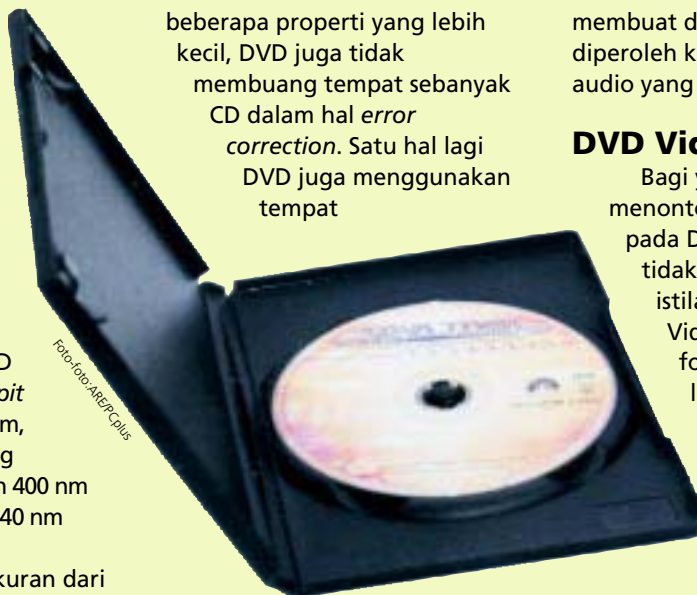 D
pit
m,
g
n 400 nm
40 nm
kuran dari
beberapa properti yang lebih
kecil, DVD juga tidak
membuang tempat sebanyak
CD dalam hal error
correction. Satu hal lagi
DVD juga menggunakan
tempat
Foto-foto:ARE/PCplus
membuat d
diperoleh k
audio yang
DVD Vid
Bagi y
menonto
pada D
tidak
istila
Vid
fo
l